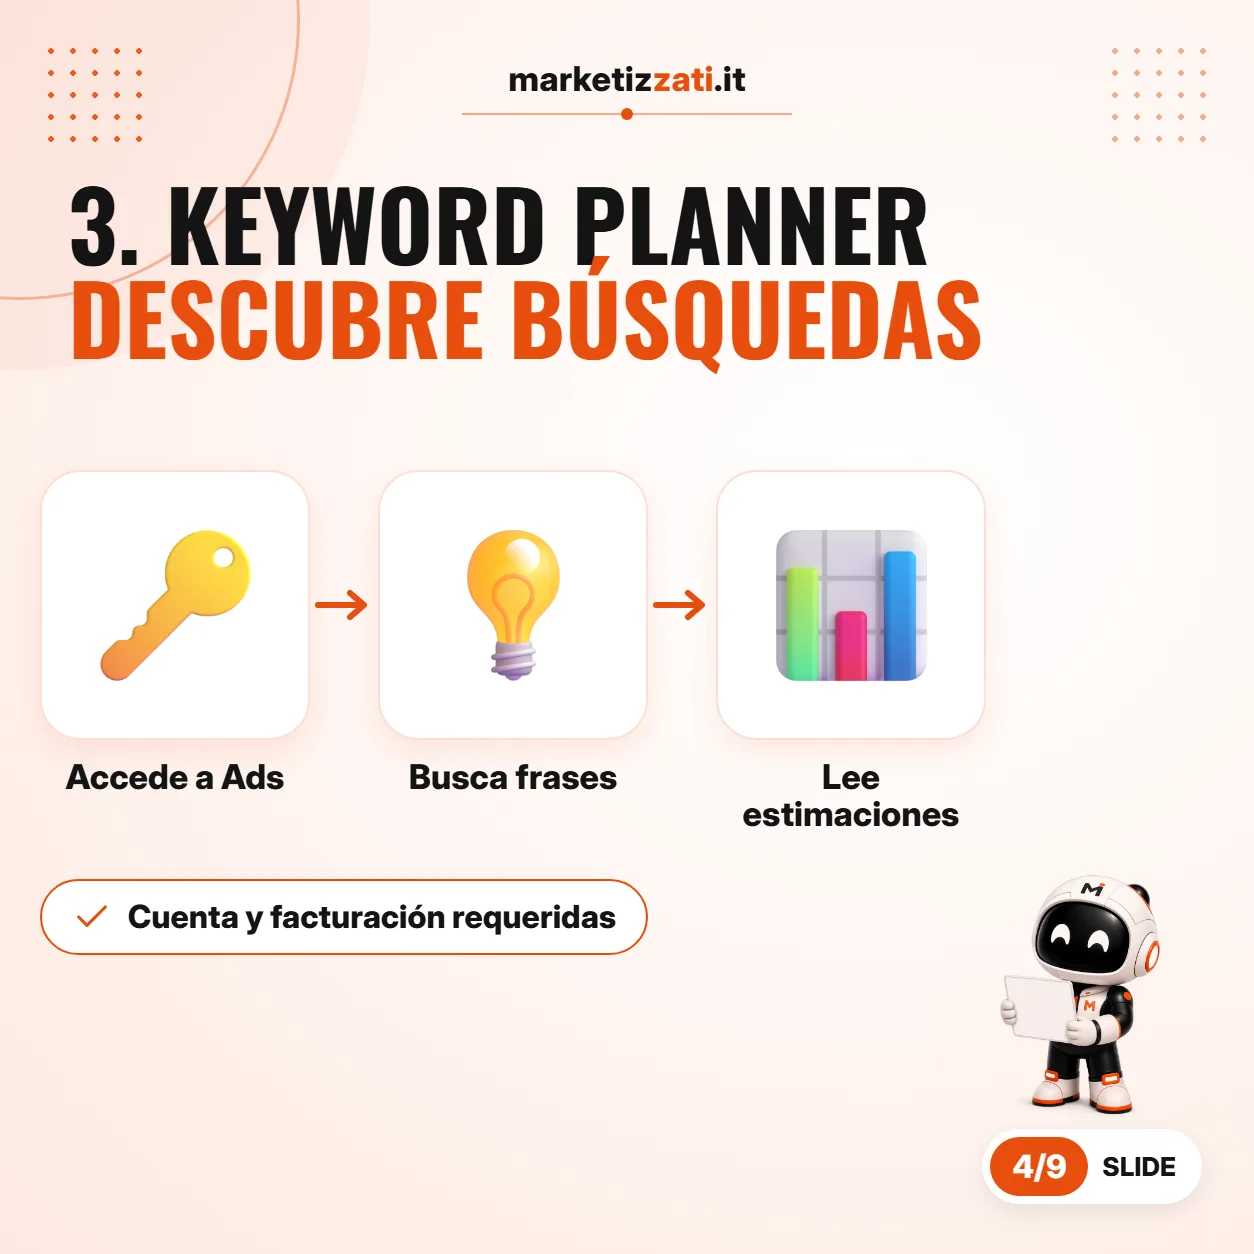 marketizzati.it
3. KEYWORD PLANNER
DESCUBRE BÚSQUEDAS
Accede a Ads
Busca frases
Lee
estimaciones
Cuenta y facturación requeridas
M
M
4/9 SLIDE